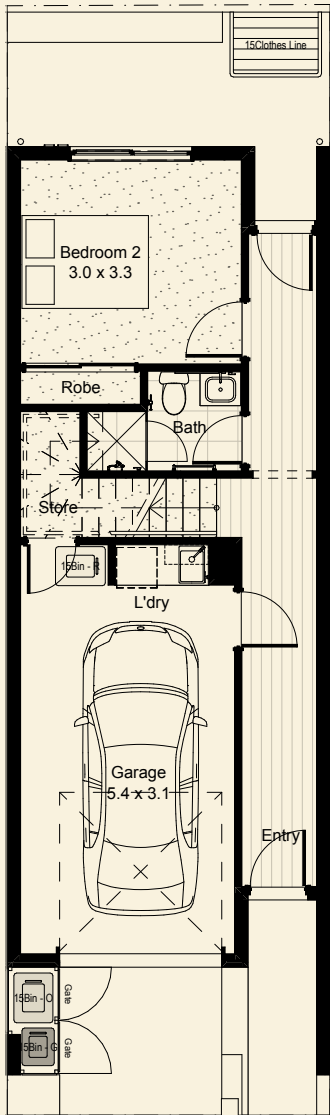 15Clothes Line
Bedroom 2
3.0 x 3.3
Robe
Bath
Store
15Bin - R
L'dry
Garage
5.4 x 3.1
Entry
15Bin - O
Gate
15Bin - G
Gate